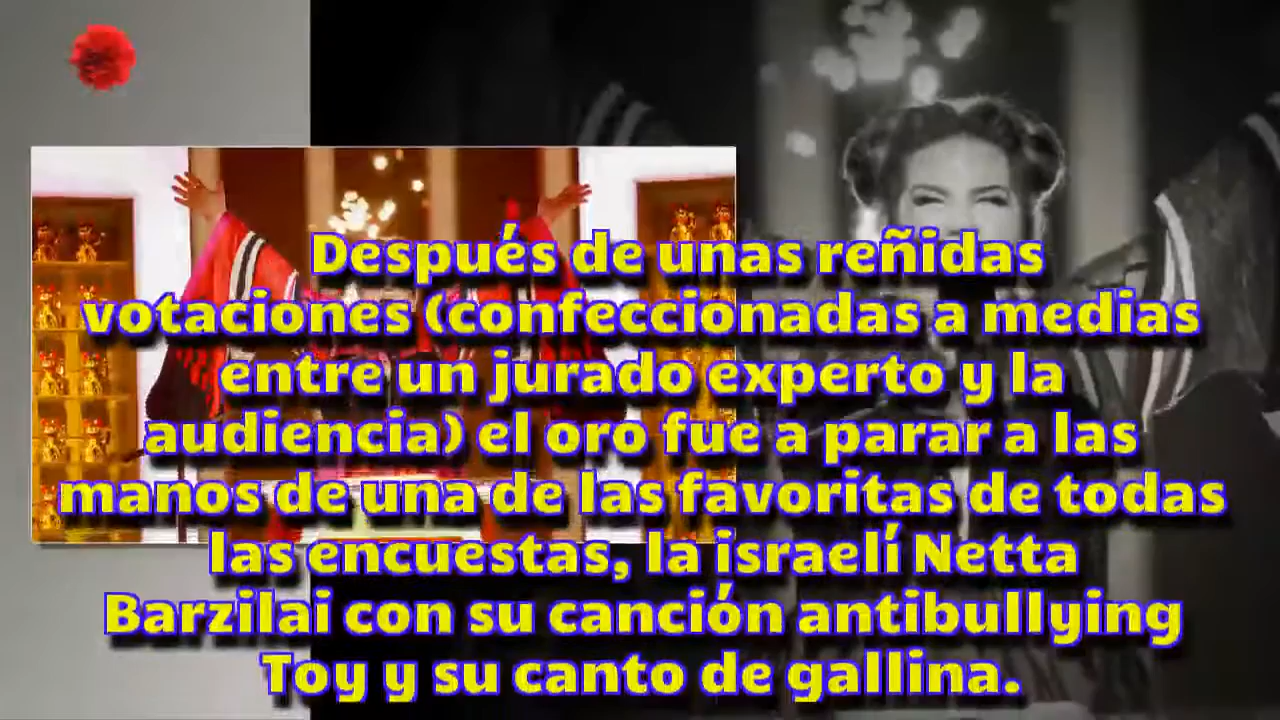 Después de unas reñidas
votaciones (confeccionadas a medias
entre un jurado experto y la
audiencia) el oro fue a parar a las
manos de una de las favoritas de todas
las encuestas, la israelí Netta
Barzilai con su canción antibullying
Toy y su canto de gallina.